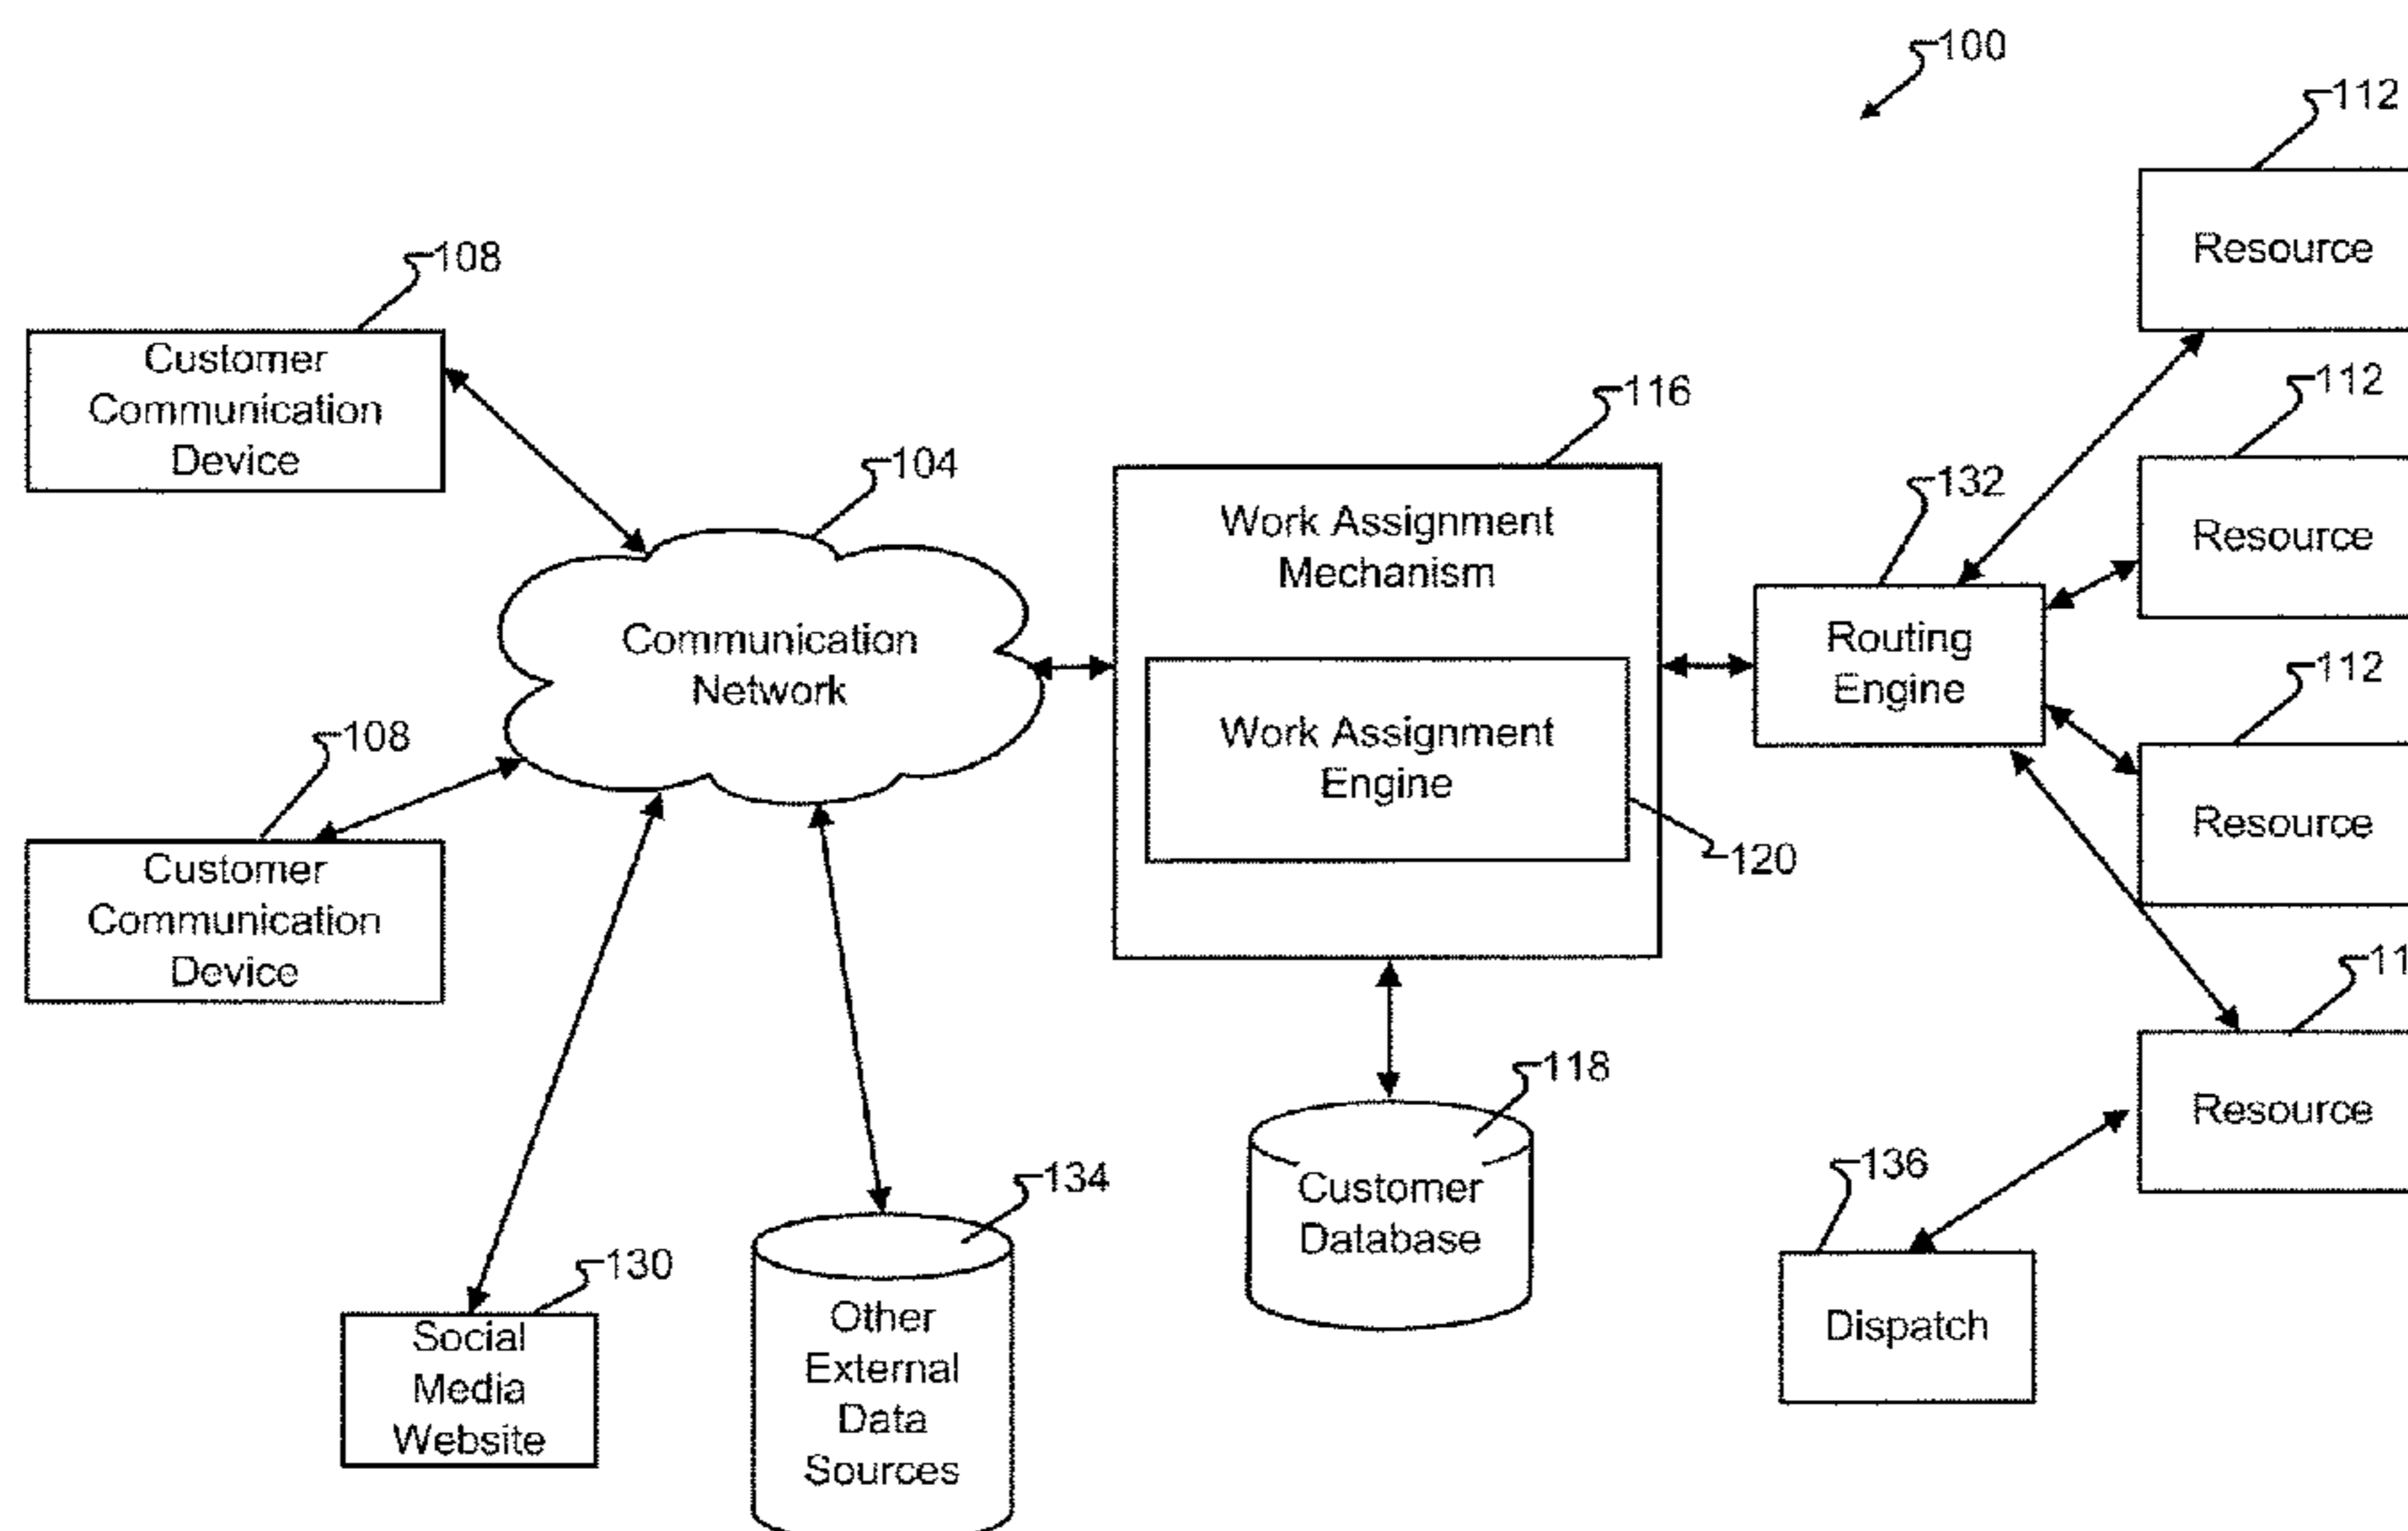 100
112
Resource
108
Customer
Communication
Device
112
Resource
116
Work Assignment
Mechanism
104
Communication
Network
132
Routing
Engine
112
Resource
Work Assignment
Engine
120
108
Customer
Communication
Device
11
Resource
118
Customer
Database
136
Dispatch
134
Other
External
Data
Sources
130
Social
Media
Website